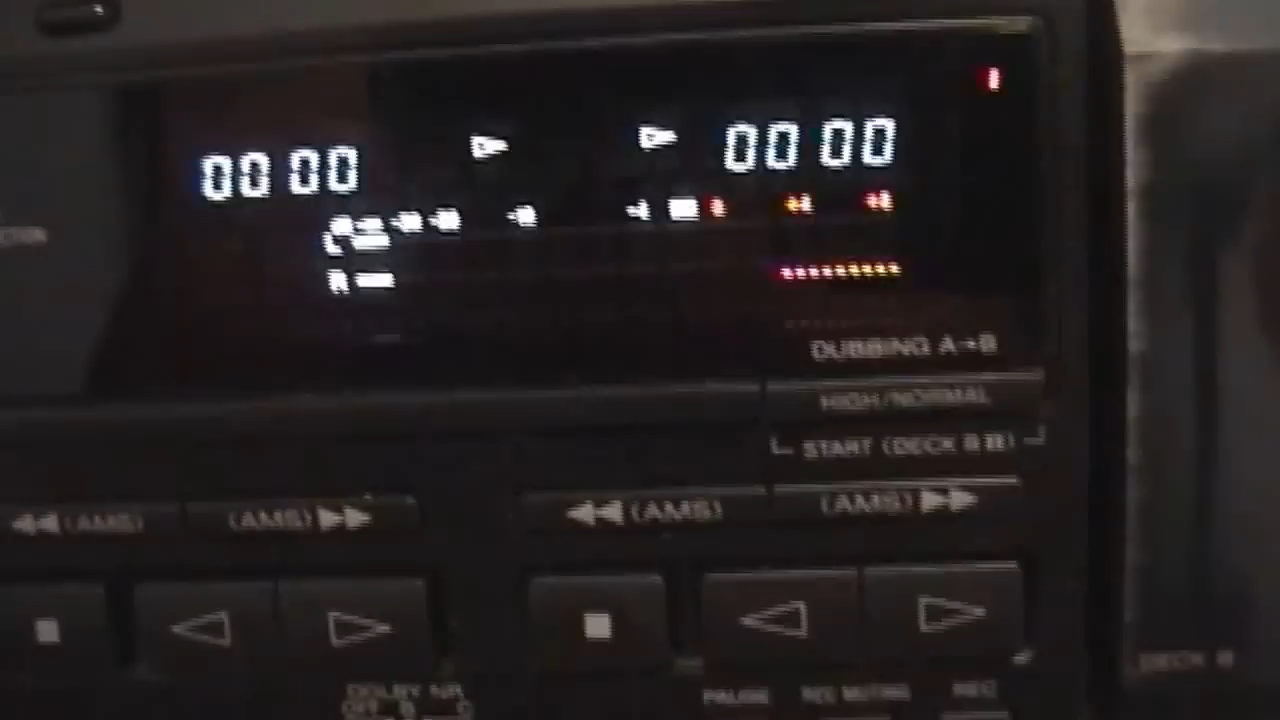 00 00
00 00
L
R
DUBBING A→B
HIGH/NORMAL
START (DECK B
(AMS)
(AMS)
(AMS)
(AMS)
DECK B
DOLBY NR
OFF B C
PAUSE
REC MUTING
REC